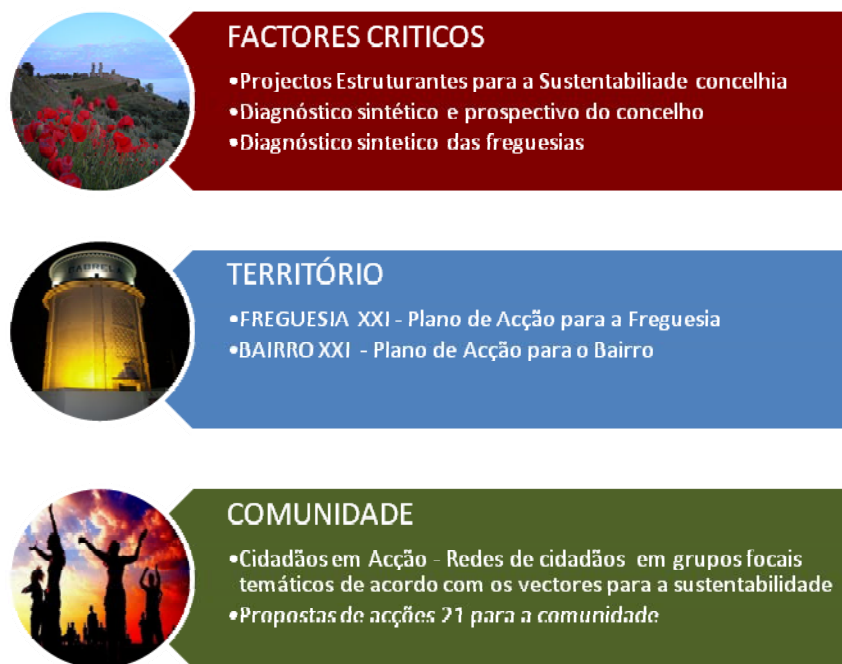 FACTORES CRITICOS
•Projectos Estruturantes para a Sustentabiliade concelhia
•Diagnóstico sintético e prospectivo do concelho
•Diagnóstico sintetico das freguesias
CABRELA
TERRITÓRIO
•FREGUESIA XXI - Plano de Acção para a Freguesia
•BAIRRO XXI - Plano de Acção para o Bairro
COMUNIDADE
•Cidadãos em Acção - Redes de cidadãos em grupos focais
temáticos de acordo com os vectores para a sustentabilidade
•Propostas de acções 21 para a comunidade